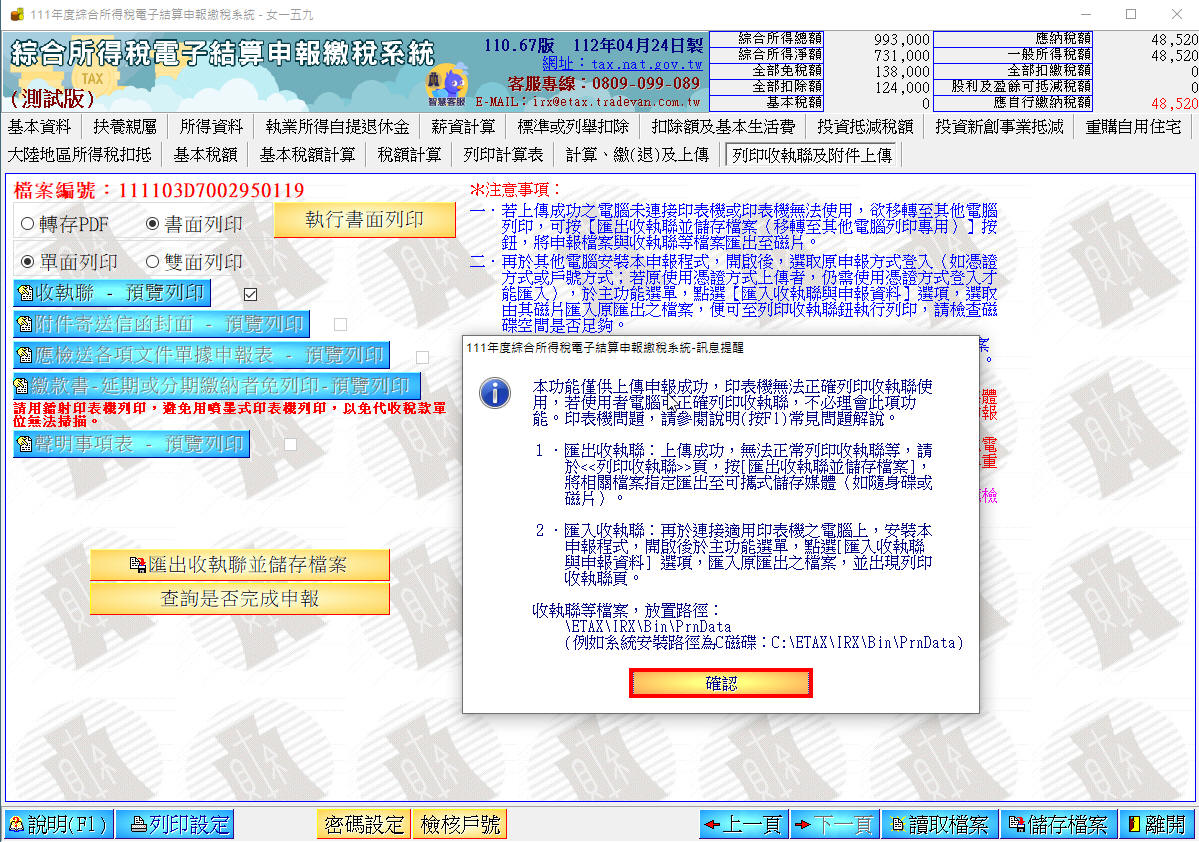 111年度綜合所得稅電子結算申報繳稅系統 - 女一五九
綜合所得稅電子結算申報繳稅系統
(測試版)
TAX
110.67版 112年04月24日製
網址：tax.nat.gov.tw
客服專線：0809-099-089
E-MAIL：irx@etax.tradevan.com.tw
智慧客服
綜合所得總額 993,000 應納稅額 48,520
綜合所得淨額 731,000 一般所得稅額 48,520
全部免稅額 138,000 全部扣繳稅額 0
全部扣除額 124,000 股利及盈餘可抵減稅額 0
基本稅額 0 應自行繳納稅額 48,520
基本資料 扶養親屬 所得資料 執業所得自提退休金 薪資計算 標準或列舉扣除 扣除額及基本生活費 投資抵減稅額 投資新創事業抵減 重購自用住宅
大陸地區所得稅扣抵 基本稅額 基本稅額計算 稅額計算 列印計算表 計算、繳(退)及上傳 列印收執聯及附件上傳
檔案編號：111103D7002950119
轉存PDF 書面列印 執行書面列印
單面列印 雙面列印
收執聯 - 預覽列印
附件寄送信函封面 - 預覽列印
應檢送各項文件單據申報表 - 預覽列印
繳款書-延期或分期繳納者免列印-預覽列印
請用鐳射印表機列印，避免用噴墨式印表機列印，以免代收稅款單
位無法掃描。
聲明事項表 - 預覽列印
匯出收執聯並儲存檔案
查詢是否完成申報
＊注意事項：
一．若上傳成功之電腦未連接印表機或印表機無法使用，欲移轉至其他電腦
列印，可按［匯出收執聯並儲存檔案（移轉至其他電腦列印專用）］按
鈕，將申報檔案與收執聯等檔案匯出至磁片。
二．再於其他電腦安裝本申報程式，開啟後，選取原申報方式登入（如憑證
方式或戶號方式；若原使用憑證方式上傳者，仍需使用憑證方式登入才
能匯入），於主功能選單，點選［匯入收執聯與申報資料］選項，選取
由其磁片匯入原匯出之檔案，便可至列印收執聯鈕執行列印，請檢查磁
碟空間是否足夠。
案
。
體
報
電
重
檢
111年度綜合所得稅電子結算申報繳稅系統-訊息提醒
本功能僅供上傳申報成功，印表機無法正確列印收執聯使
用，若使用者電腦可正確列印收執聯，不必理會此項功
能。印表機問題，請參閱說明(按F1)常見問題解說。
１．匯出收執聯：上傳成功，無法正常列印收執聯等，請
於<<列印收執聯>>頁，按[匯出收執聯並儲存檔案]，
將相關檔案指定匯出至可攜式儲存媒體（如隨身碟或
磁片）。
２．匯入收執聯：再於連接適用印表機之電腦上，安裝本
申報程式，開啟後於主功能選單，點選[匯入收執聯
與申報資料] 選項，匯入原匯出之檔案，並出現列印
收執聯頁。
收執聯等檔案，放置路徑：
\ETAX\IRX\Bin\PrnData
(例如系統安裝路徑為C磁碟：C:\ETAX\IRX\Bin\PrnData)
確認
說明(F1) 列印設定 密碼設定 檢核戶號 上一頁 下一頁 讀取檔案 儲存檔案 離開